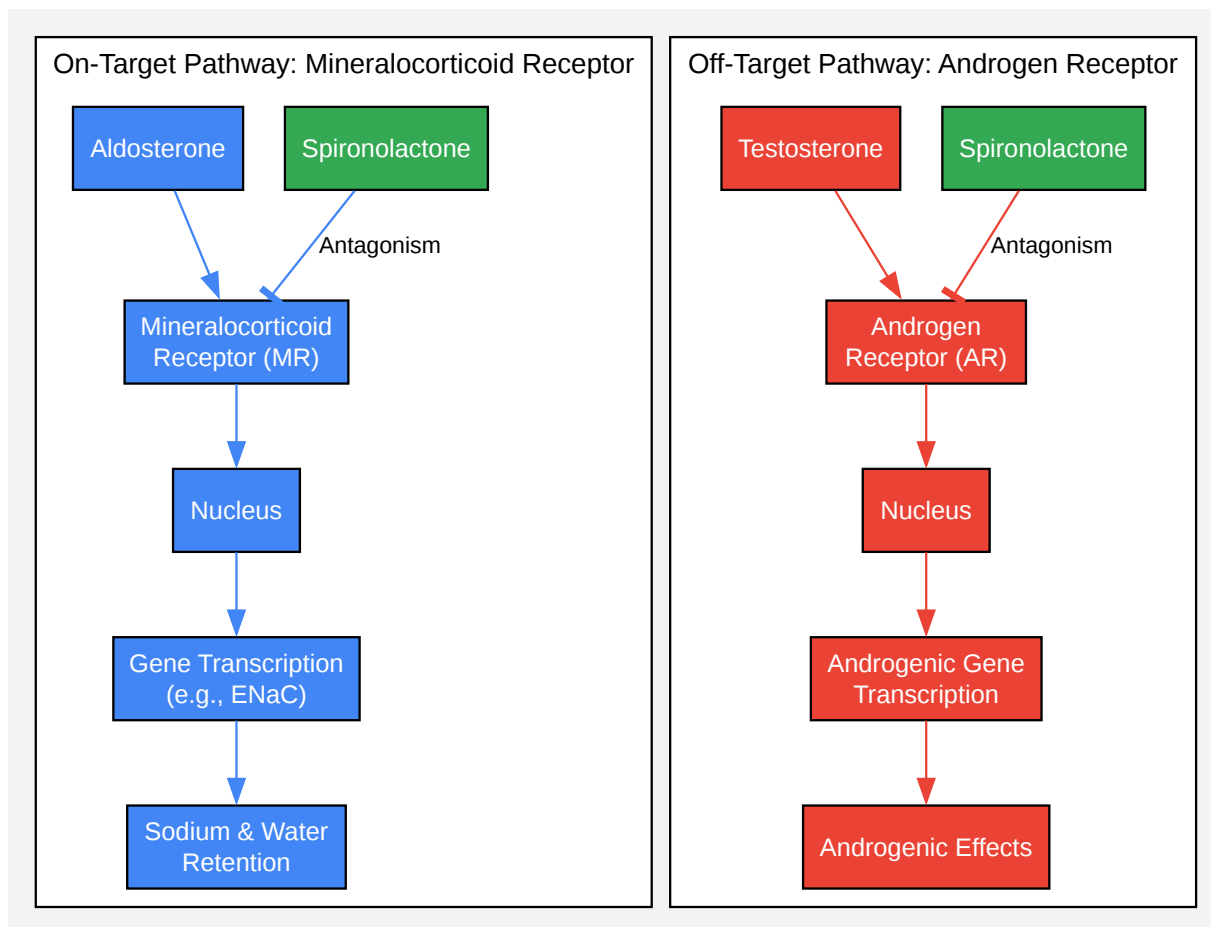 On-Target Pathway: Mineralocorticoid Receptor
Aldosterone
Spironolactone
Antagonism
Mineralocorticoid
Receptor (MR)
Nucleus
Gene Transcription
(e.g., ENaC)
Sodium & Water
Retention
Off-Target Pathway: Androgen Receptor
Testosterone
Spironolactone
Antagonism
Androgen
Receptor (AR)
Nucleus
Androgenic Gene
Transcription
Androgenic Effects